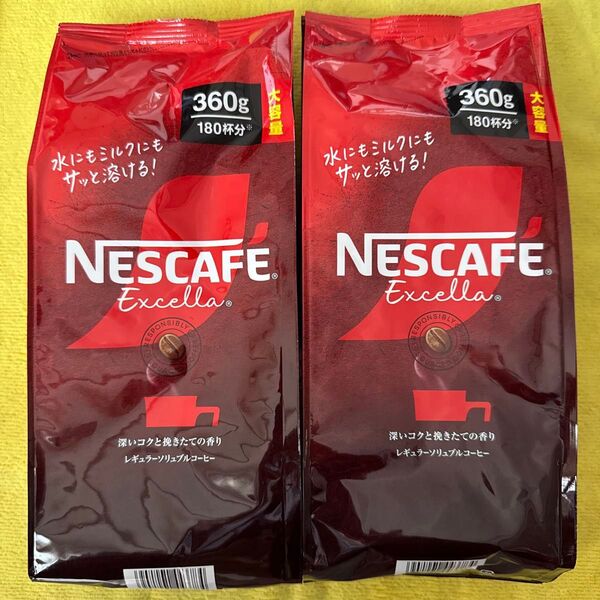 360g
180杯分※
大容量
水にもミルクにも
サッと溶ける!
NESCAFÉ®
Excella®
RESPONSIBLY
深いコクと挽きたての香り
レギュラーソリュブルコーヒー
360g
180杯分※
大容量
水にもミルクにも
サッと溶ける!
NESCAFÉ®
Excella®
RESPONSIBLY
深いコクと挽きたての香り
レギュラーソリュブルコーヒー